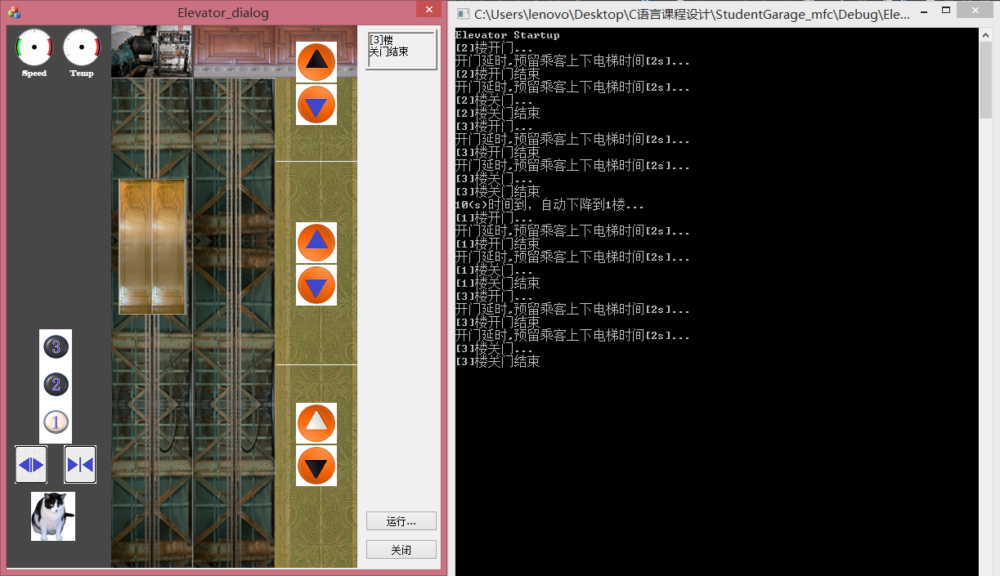 Elevator_dialog
Speed
Temp
[3]楼
关门结束
3
2
1
运行...
关闭
C:\Users\lenovo\Desktop\C语言课程设计\StudentGarage_mfc\Debug\Ele...
Elevator Startup
[2]楼开门...
开门延时,预留乘客上下电梯时间[2s]...
[2]楼开门结束
开门延时,预留乘客上下电梯时间[2s]...
[2]楼关门...
[2]楼关门结束
[3]楼开门...
开门延时,预留乘客上下电梯时间[2s]...
[3]楼开门结束
开门延时,预留乘客上下电梯时间[2s]...
[3]楼关门...
[3]楼关门结束
10(s)时间到，自动下降到1楼...
[1]楼开门...
开门延时,预留乘客上下电梯时间[2s]...
[1]楼开门结束
开门延时,预留乘客上下电梯时间[2s]...
[1]楼关门...
[1]楼关门结束
[3]楼开门...
开门延时,预留乘客上下电梯时间[2s]...
[3]楼开门结束
开门延时,预留乘客上下电梯时间[2s]...
[3]楼关门...
[3]楼关门结束